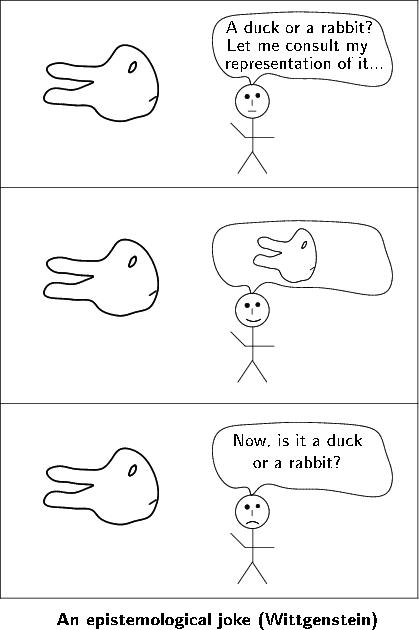 A duck or a rabbit?
Let me consult my
representation of it...
Now, is it a duck
or a rabbit?
An epistemological joke (Wittgenstein)